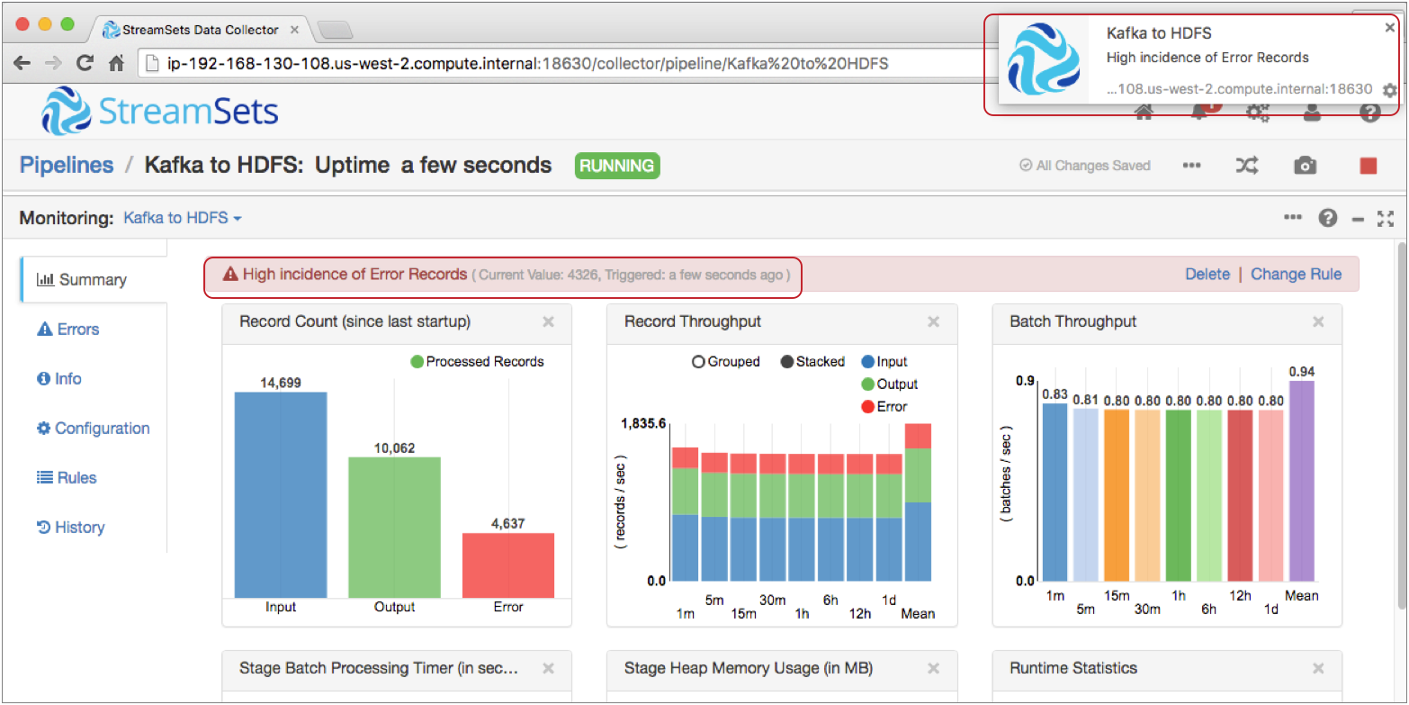 StreamSets Data Collector
Kafka to HDFS
High incidence of Error Records
...108.us-west-2.compute.internal:18630
ip-192-168-130-108.us-west-2.compute.internal:18630/collector/pipeline/Kafka%20to%20HDFS
StreamSets
Pipelines / Kafka to HDFS: Uptime a few seconds RUNNING
All Changes Saved
Monitoring: Kafka to HDFS
Summary
Errors
Info
Configuration
Rules
History
High incidence of Error Records ( Current Value: 4326, Triggered: a few seconds ago )
Delete | Change Rule
Record Count (since last startup)
Processed Records
14,699
10,062
4,637
Input Output Error
Record Throughput
Grouped Stacked Input
Output
Error
1,835.6
( records / sec )
0.0
1m 5m 15m 30m 1h 6h 12h 1d Mean
Batch Throughput
0.9
0.83 0.81 0.80 0.80 0.80 0.80 0.80 0.80 0.94
( batches / sec )
0.0
1m 5m 15m 30m 1h 6h 12h 1d Mean
Stage Batch Processing Timer (in sec...
Stage Heap Memory Usage (in MB)
Runtime Statistics